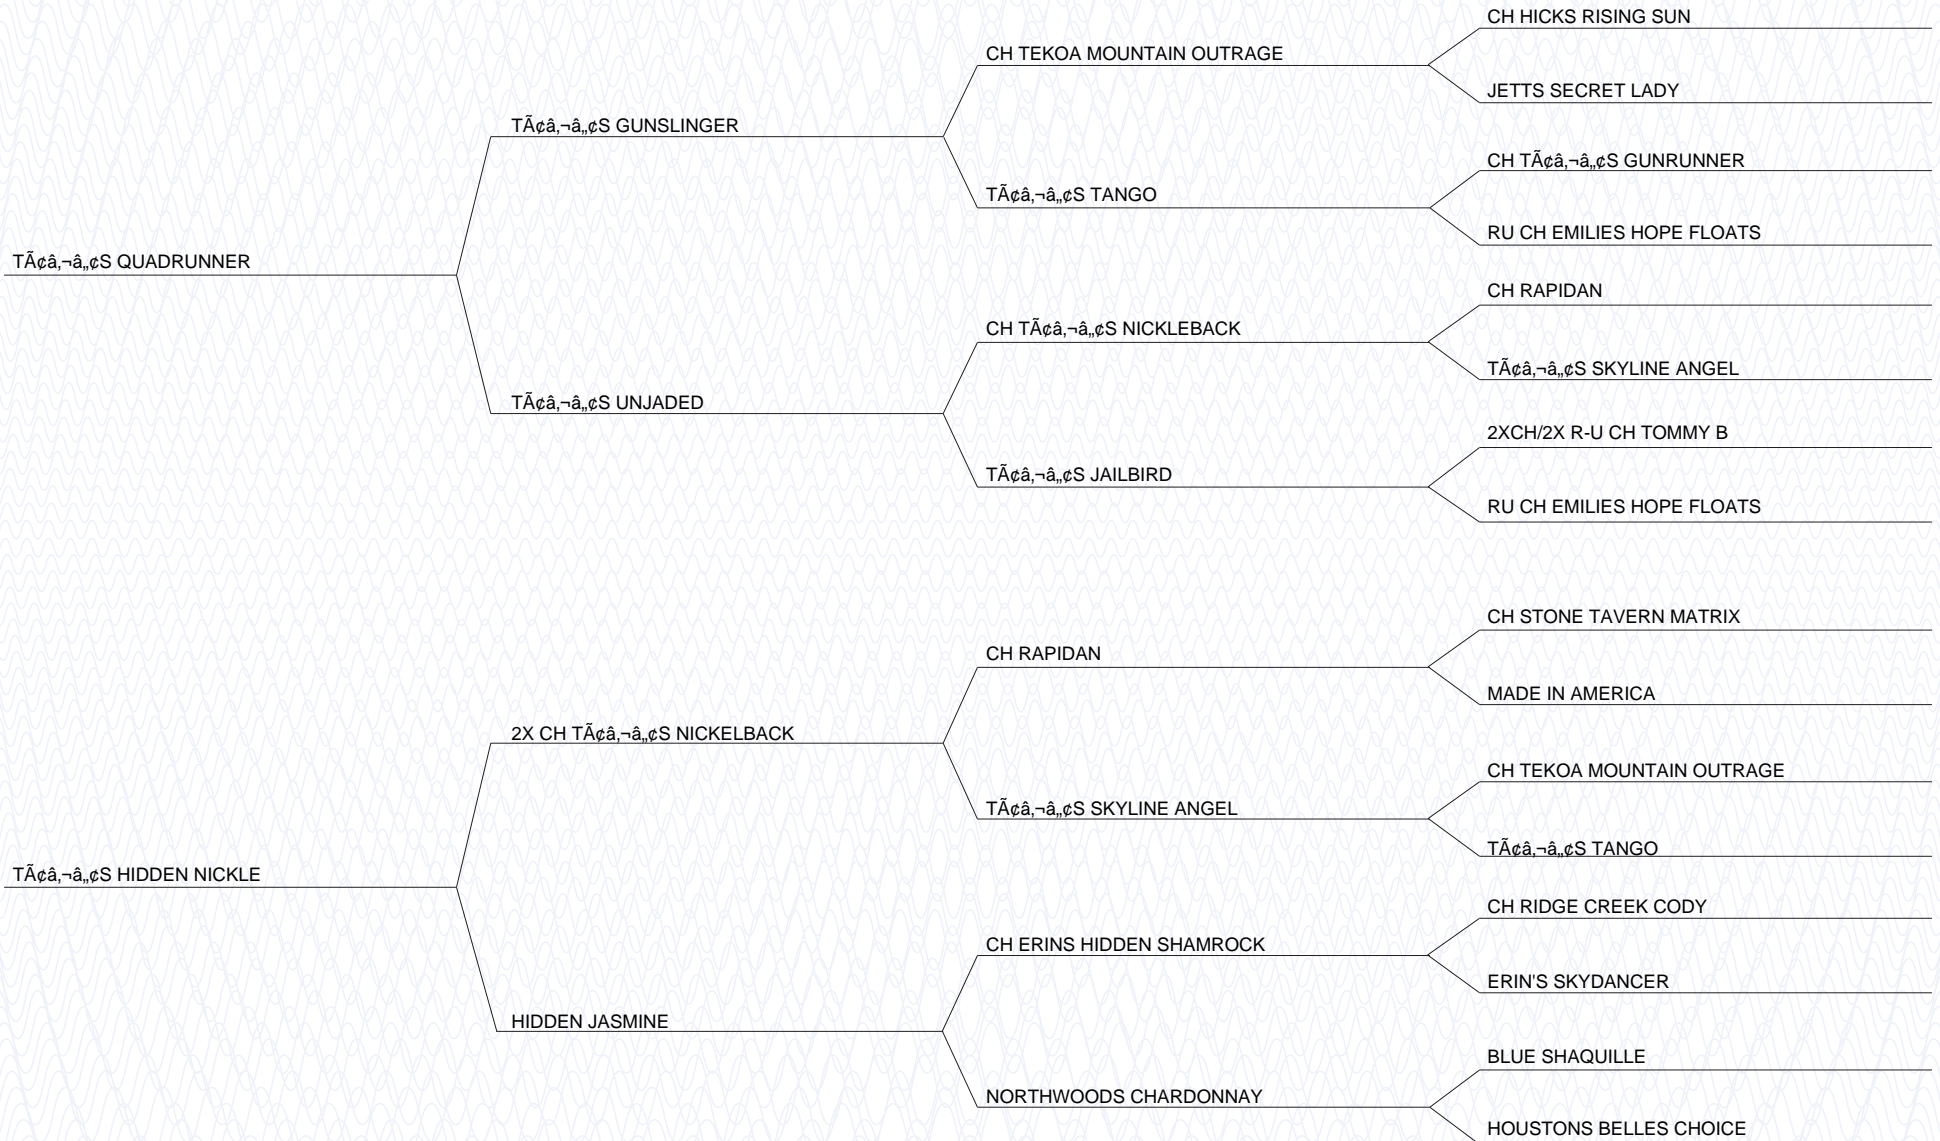 CH HICKS RISING SUN
CH TEKOA MOUNTAIN OUTRAGE
JETTS SECRET LADY
TÃ¢â‚¬â„¢S GUNSLINGER
CH TÃ¢â‚¬â„¢S GUNRUNNER
TÃ¢â‚¬â„¢S TANGO
RU CH EMILIES HOPE FLOATS
TÃ¢â‚¬â„¢S QUADRUNNER
CH RAPIDAN
CH TÃ¢â‚¬â„¢S NICKLEBACK
TÃ¢â‚¬â„¢S SKYLINE ANGEL
TÃ¢â‚¬â„¢S UNJADED
2XCH/2X R-U CH TOMMY B
TÃ¢â‚¬â„¢S JAILBIRD
RU CH EMILIES HOPE FLOATS
CH STONE TAVERN MATRIX
CH RAPIDAN
MADE IN AMERICA
2X CH TÃ¢â‚¬â„¢S NICKELBACK
CH TEKOA MOUNTAIN OUTRAGE
TÃ¢â‚¬â„¢S SKYLINE ANGEL
TÃ¢â‚¬â„¢S TANGO
TÃ¢â‚¬â„¢S HIDDEN NICKLE
CH RIDGE CREEK CODY
CH ERINS HIDDEN SHAMROCK
ERIN'S SKYDANCER
HIDDEN JASMINE
BLUE SHAQUILLE
NORTHWOODS CHARDONNAY
HOUSTONS BELLES CHOICE